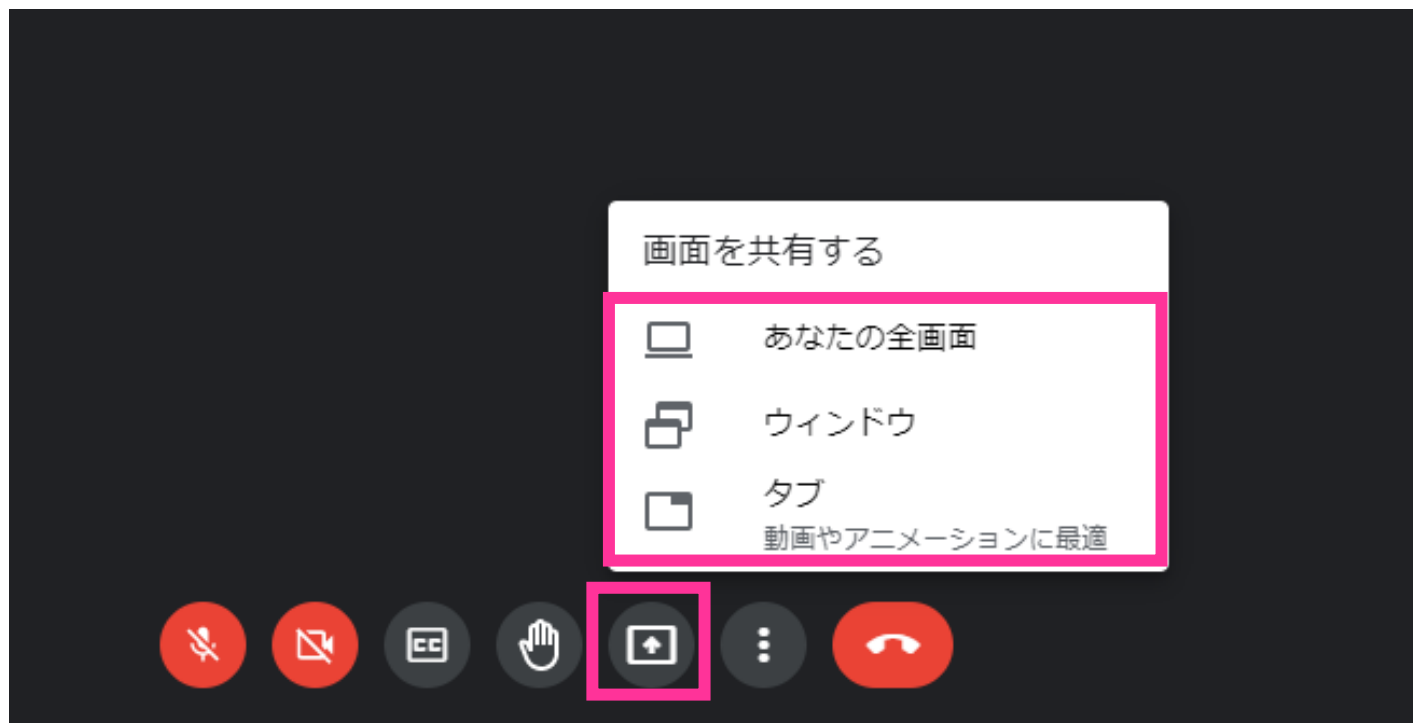 画面を共有する
あなたの全画面
ウィンドウ
タブ
動画やアニメーションに最適
CC